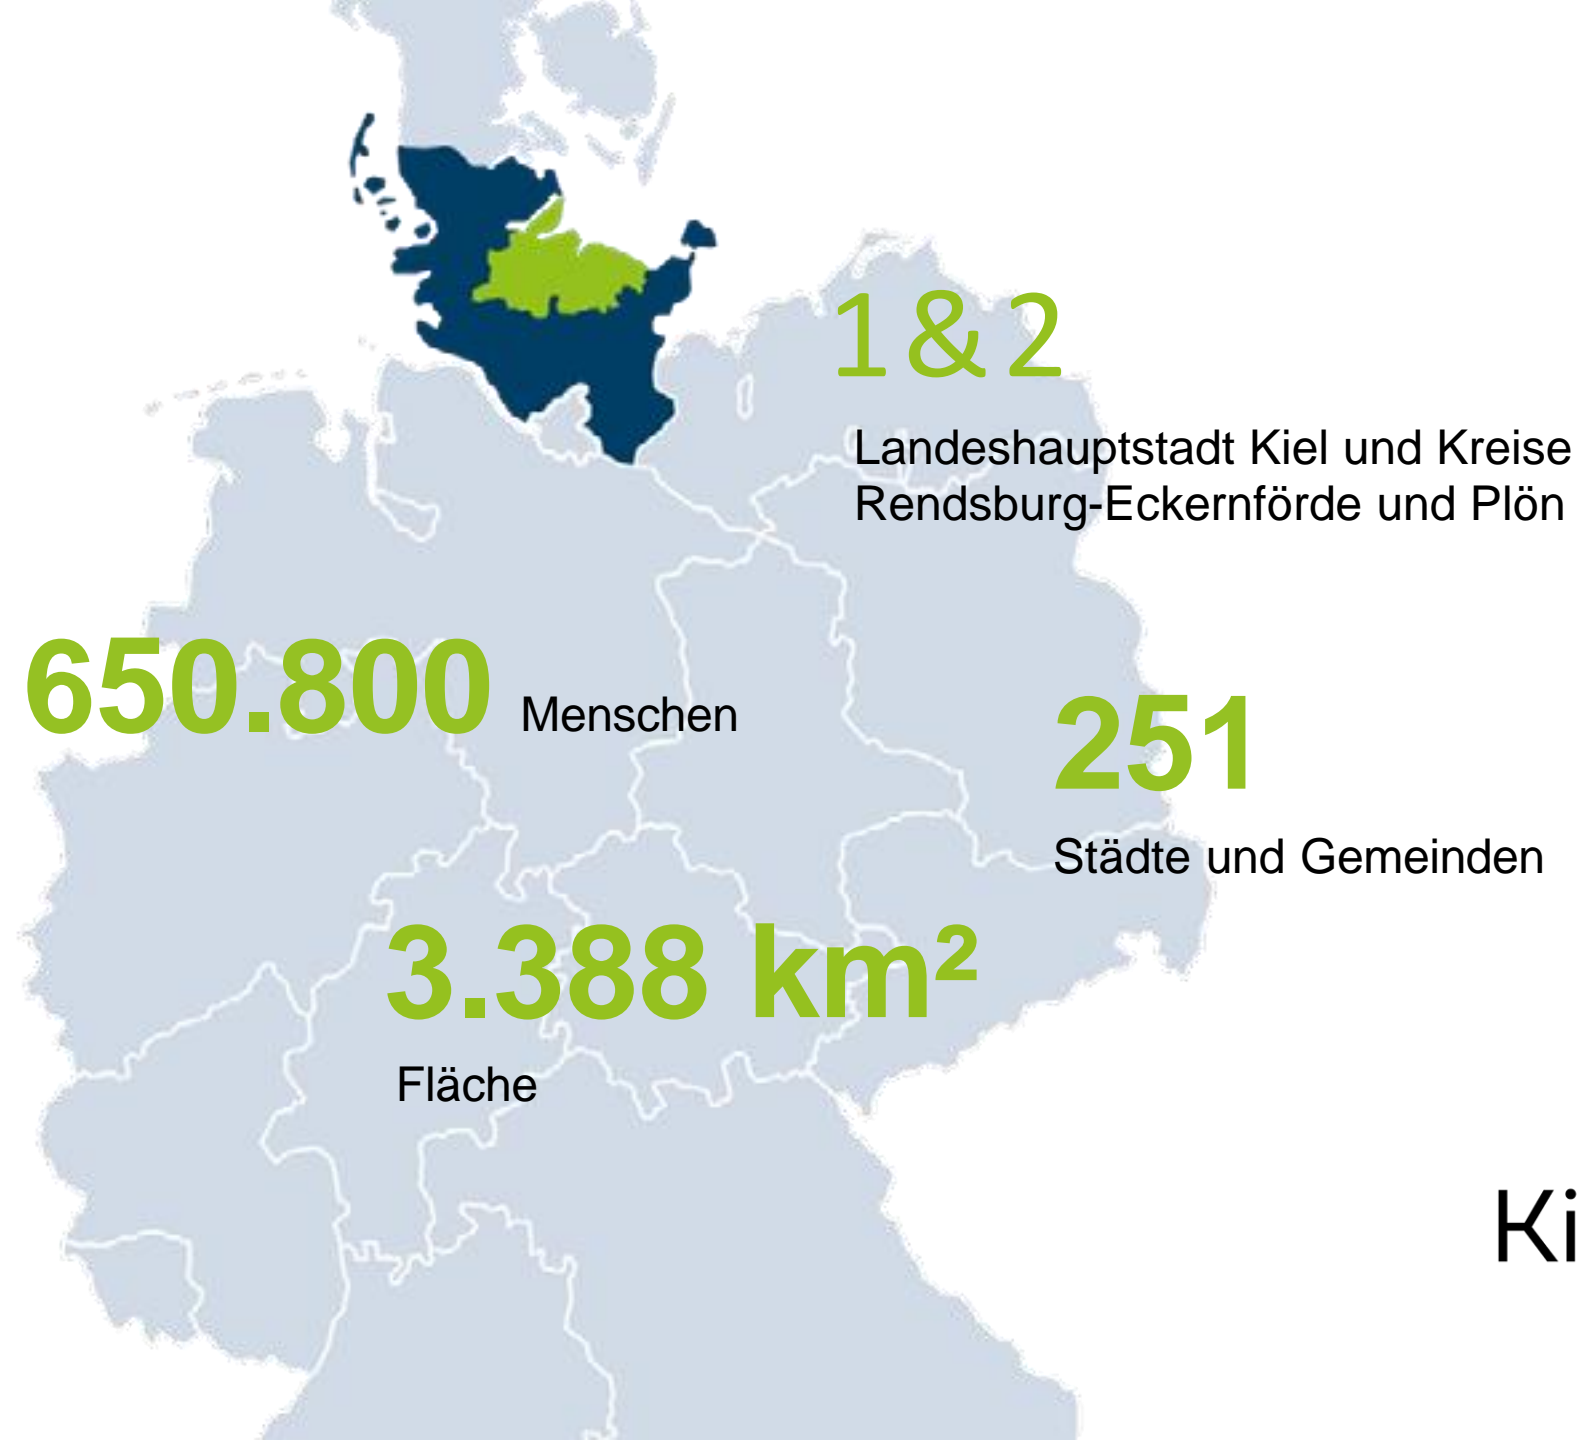 1 & 2
Landeshauptstadt Kiel und Kreise
Rendsburg-Eckernförde und Plön
650.800 Menschen
251
Städte und Gemeinden
3.388 km²
Fläche
Ki